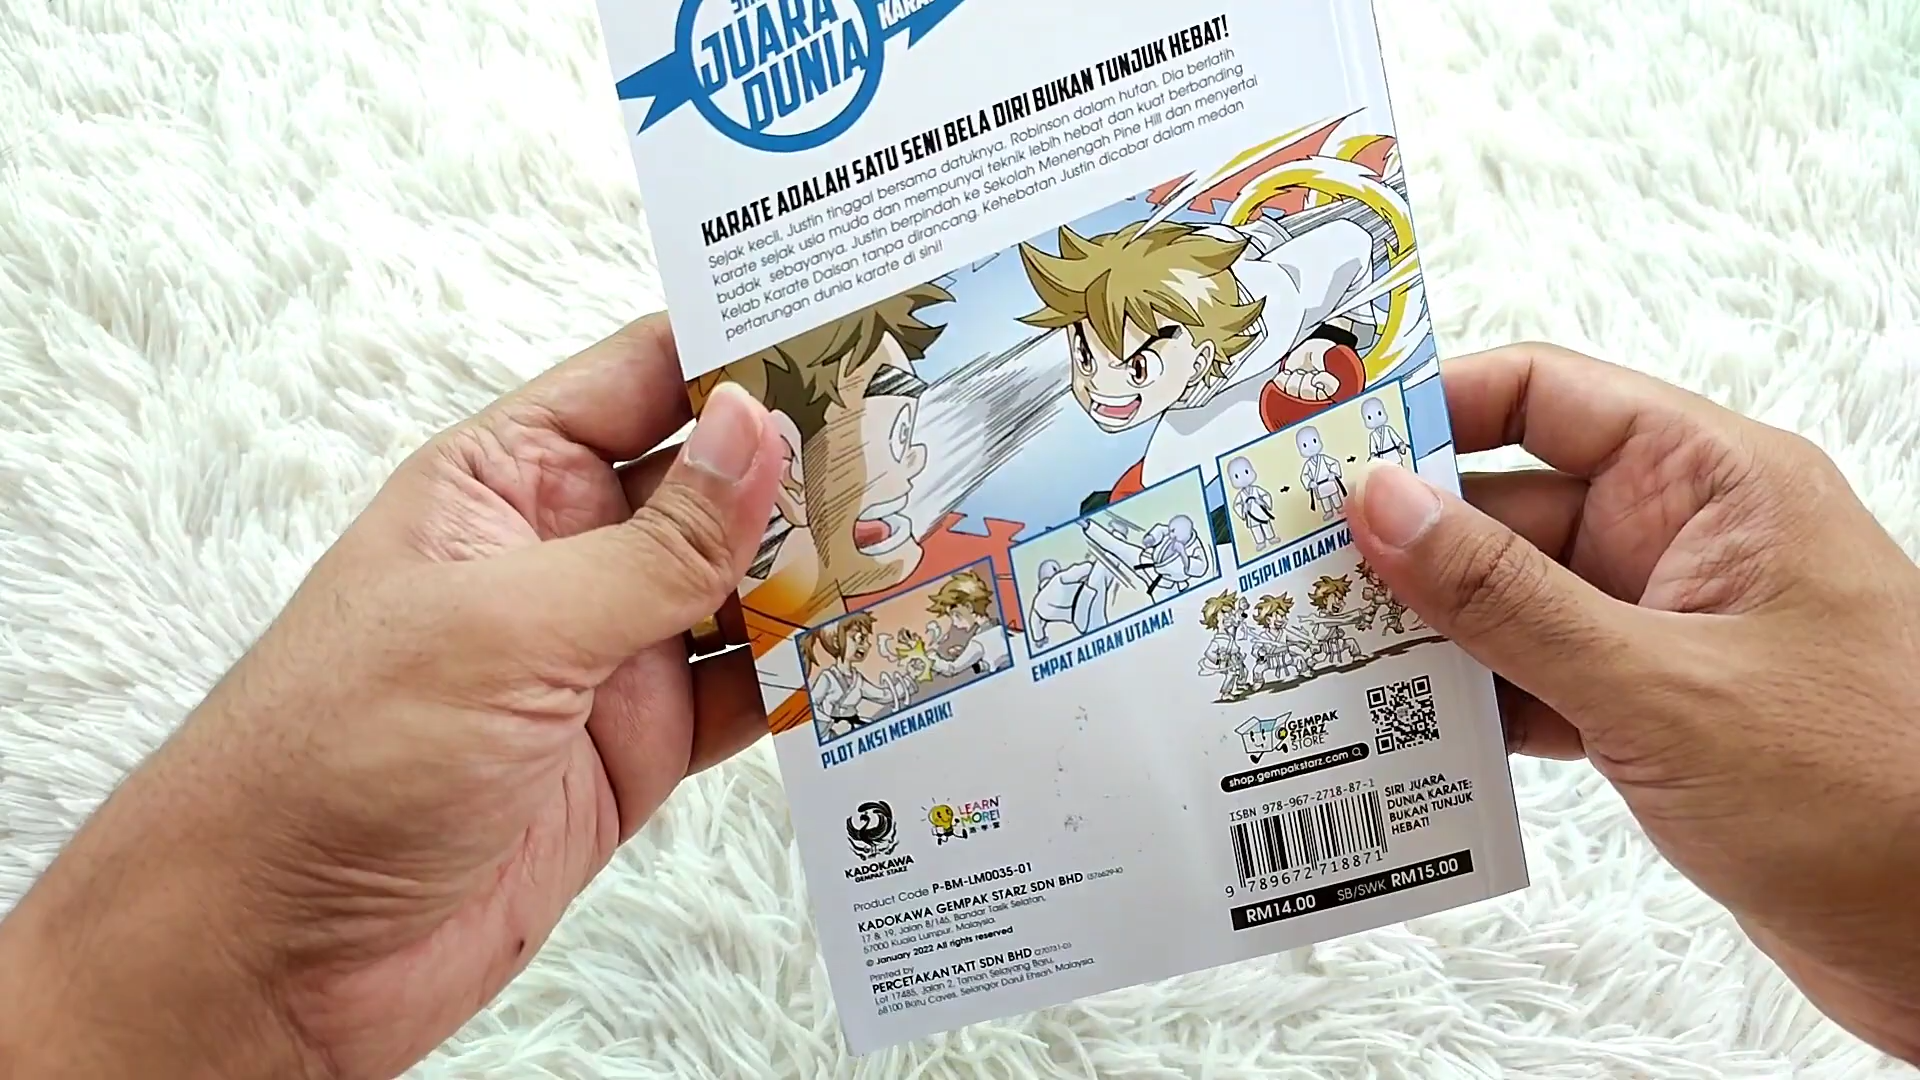 JUARA
DUNIA
KARATE ADALAH SATU SENI BELA DIRI BUKAN TUNJUK HEBAT!
Sejak kecil, Justin tinggal bersama datuknya, Robinson dalam hutan. Dia berlatih
karate sejak usia muda dan mempunyai teknik lebih hebat dan kuat berbanding
budak sebayanya. Justin berpindah ke Sekolah Menengah Pine Hill dan menyertai
Kelab Karate Daisan tanpa dirancang. Kehebatan Justin dicabar dalam medan
pertarungan dunia karate di sini!
DISIPLIN DALAM
EMPAT ALIRAN UTAMA!
PLOT AKSI MENARIK!
GEMPAK
STARZ
STORE
shop.gempakstarz.com
LEARN
MORE!
KADOKAWA
GEMPAK STARZ
ISBN 978-967-2718-87-1
9 789672 718871
SIRI JUARA
DUNIA KARATE:
BUKAN TUNJUK
HEBAT!
RM14.00 SB/SWK RM15.00
Product Code P-BM-LM0035-01
KADOKAWA GEMPAK STARZ SDN BHD
17 & 19, Jalan 8/146, Bandar Tasik Selatan,
57000 Kuala Lumpur, Malaysia.
© January 2022 All rights reserved
Printed by
PERCETAKAN TATT SDN BHD
Lot 17485, Jalan 2, Taman Selayang Baru,
68100 Batu Caves, Selangor Darul Ehsan, Malaysia.